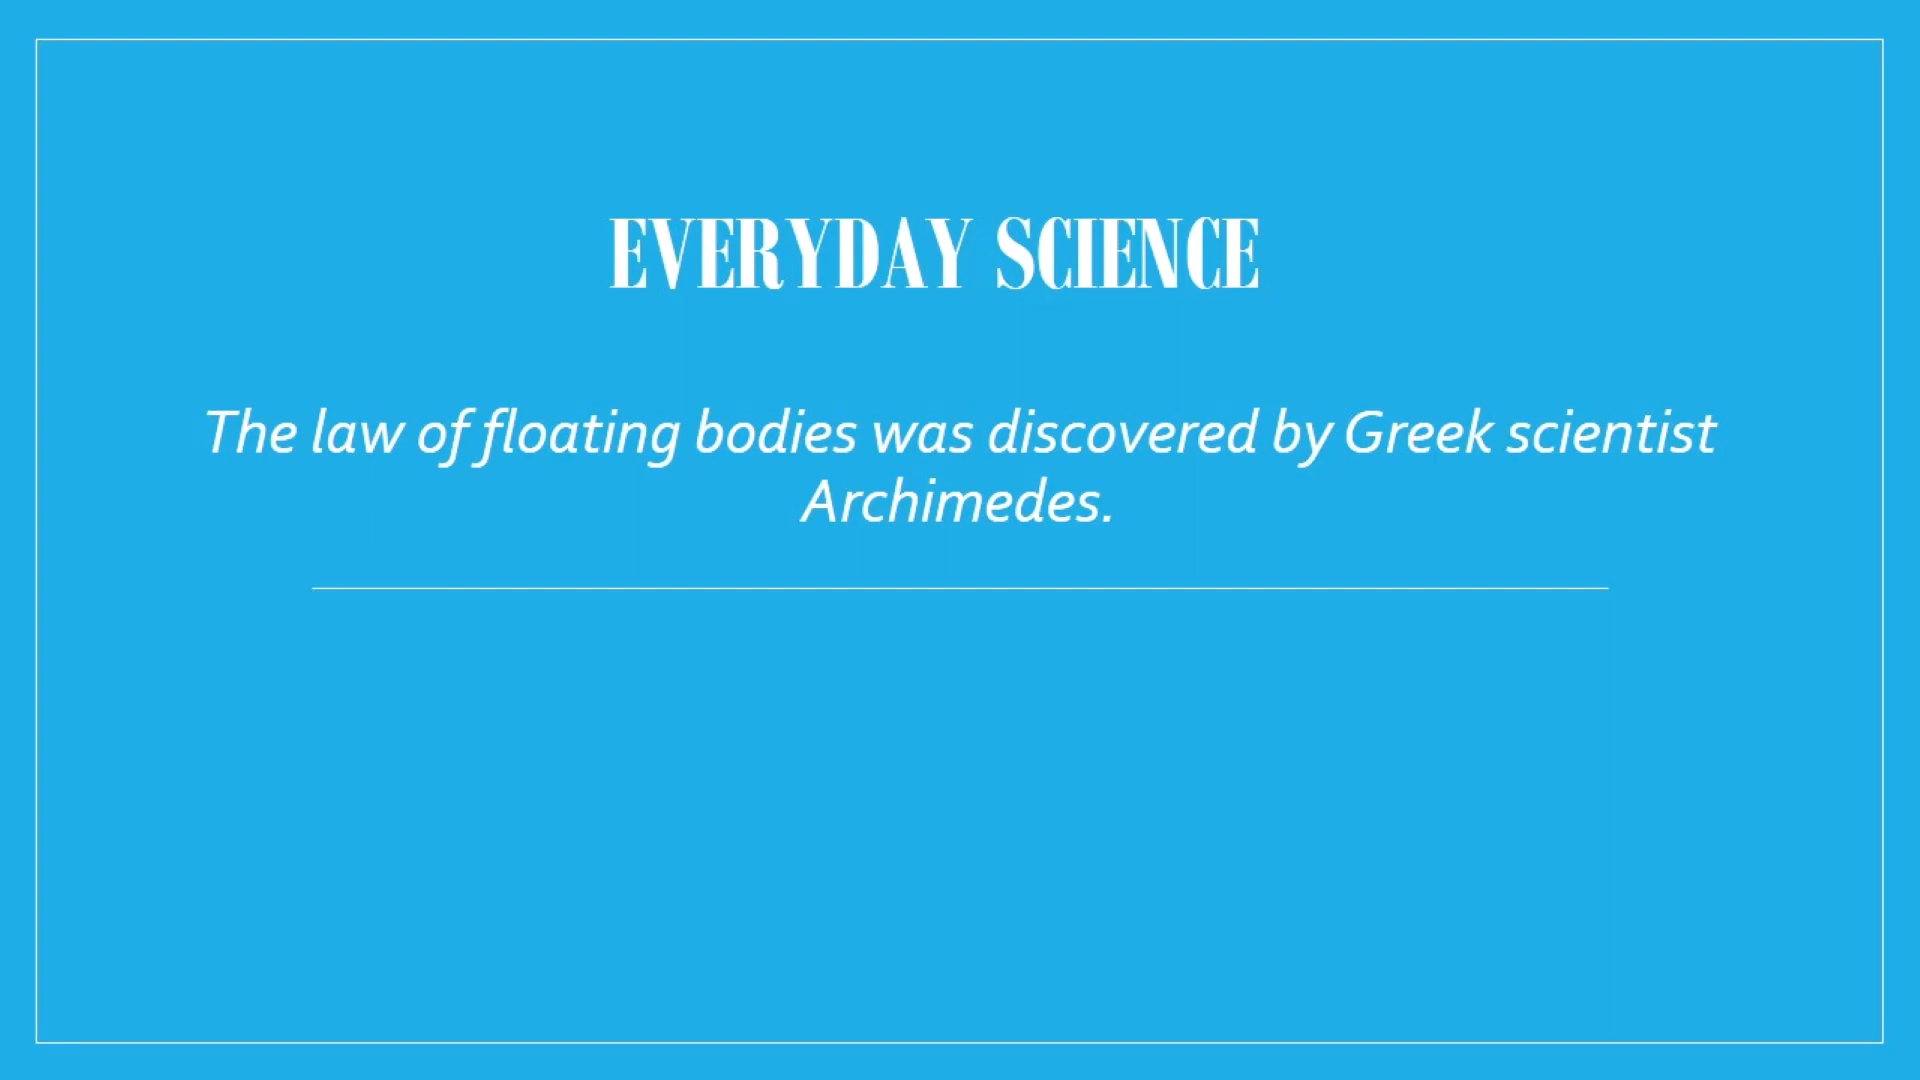 EVERYDAY SCIENCE
The law of floating bodies was discovered by Greek scientist
Archimedes.